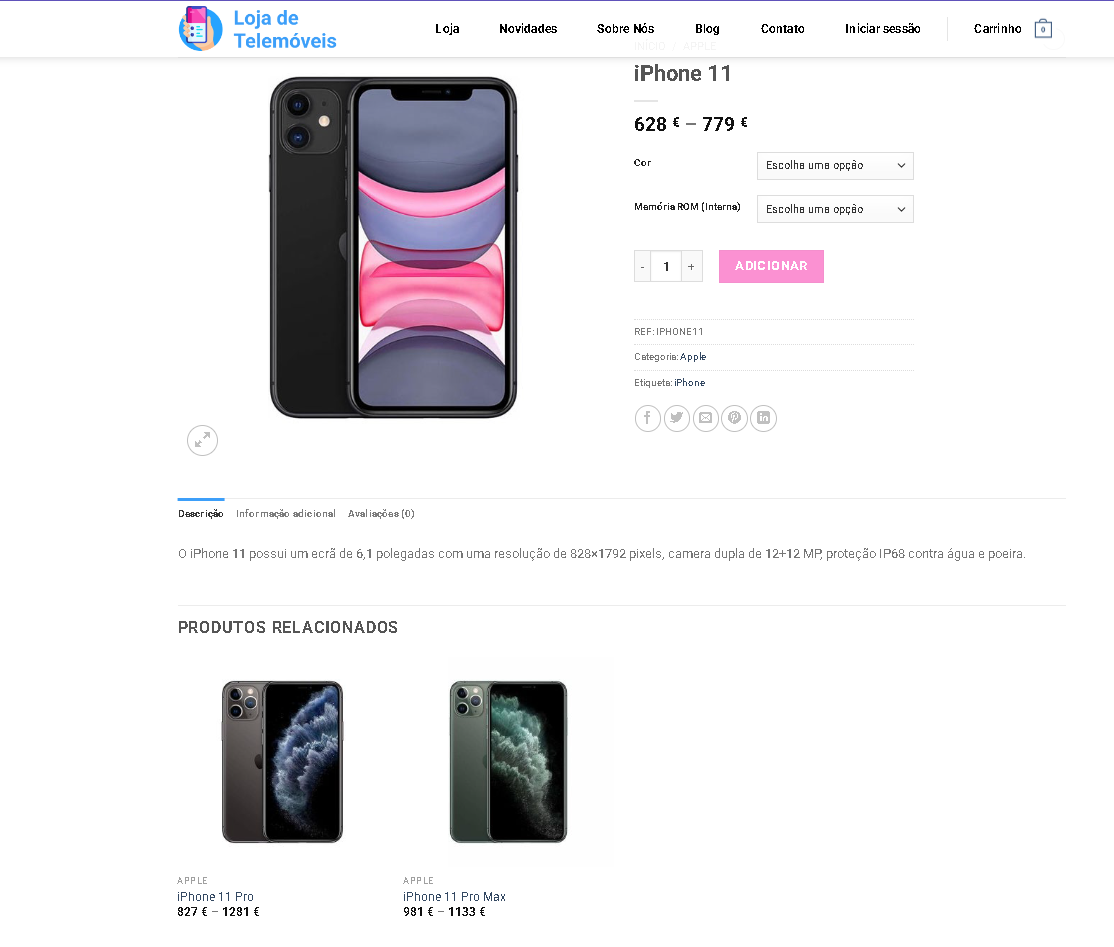 Loja de
Telemóveis
Loja Novidades Sobre Nós Blog Contato Iniciar sessão Carrinho 0
INÍCIO / APPLE
iPhone 11
628 € – 779 €
Cor Escolha uma opção
Memória ROM (Interna) Escolha uma opção
- 1 + ADICIONAR
REF: IPHONE11
Categoria: Apple
Etiqueta: iPhone
Descrição Informação adicional Avaliações (0)
O iPhone 11 possui um ecrã de 6,1 polegadas com uma resolução de 828×1792 pixels, camera dupla de 12+12 MP, proteção IP68 contra água e poeira.
PRODUTOS RELACIONADOS
APPLE APPLE
iPhone 11 Pro iPhone 11 Pro Max
827 € – 1281 € 981 € – 1133 €